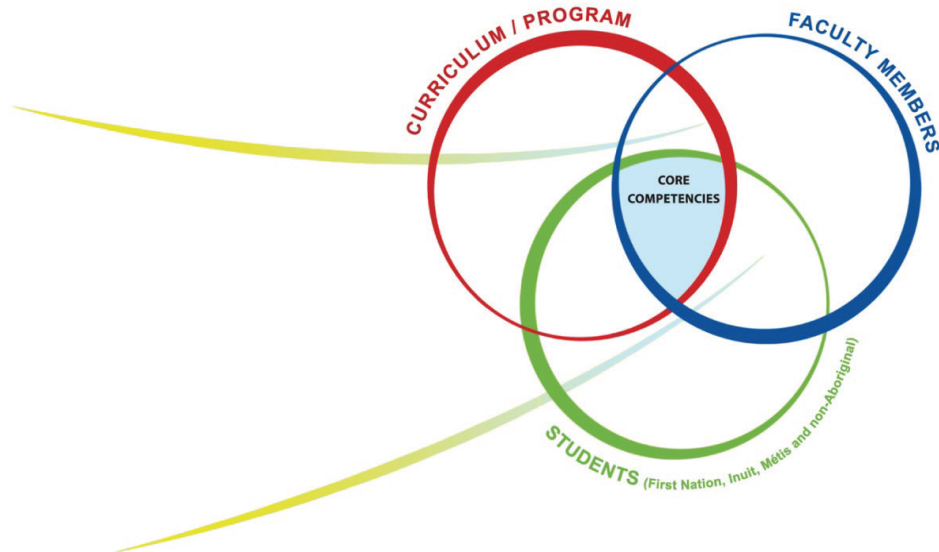 CURRICULUM / PROGRAM
FACULTY MEMBERS
CORE
COMPETENCIES
STUDENTS (First Nation, Inuit, Métis and non-Aboriginal)